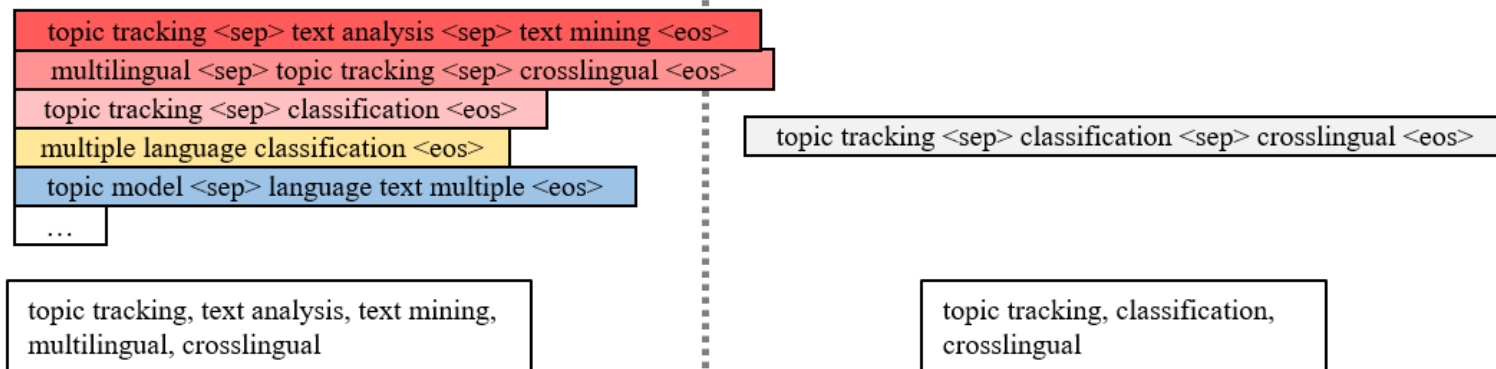 topic tracking <sep> text analysis <sep> text mining <eos>
multilingual <sep> topic tracking <sep> crosslingual <eos>
topic tracking <sep> classification <eos>
multiple language classification <eos>
topic model <sep> language text multiple <eos>
…
topic tracking, text analysis, text mining,
multilingual, crosslingual
topic tracking <sep> classification <sep> crosslingual <eos>
topic tracking, classification,
crosslingual